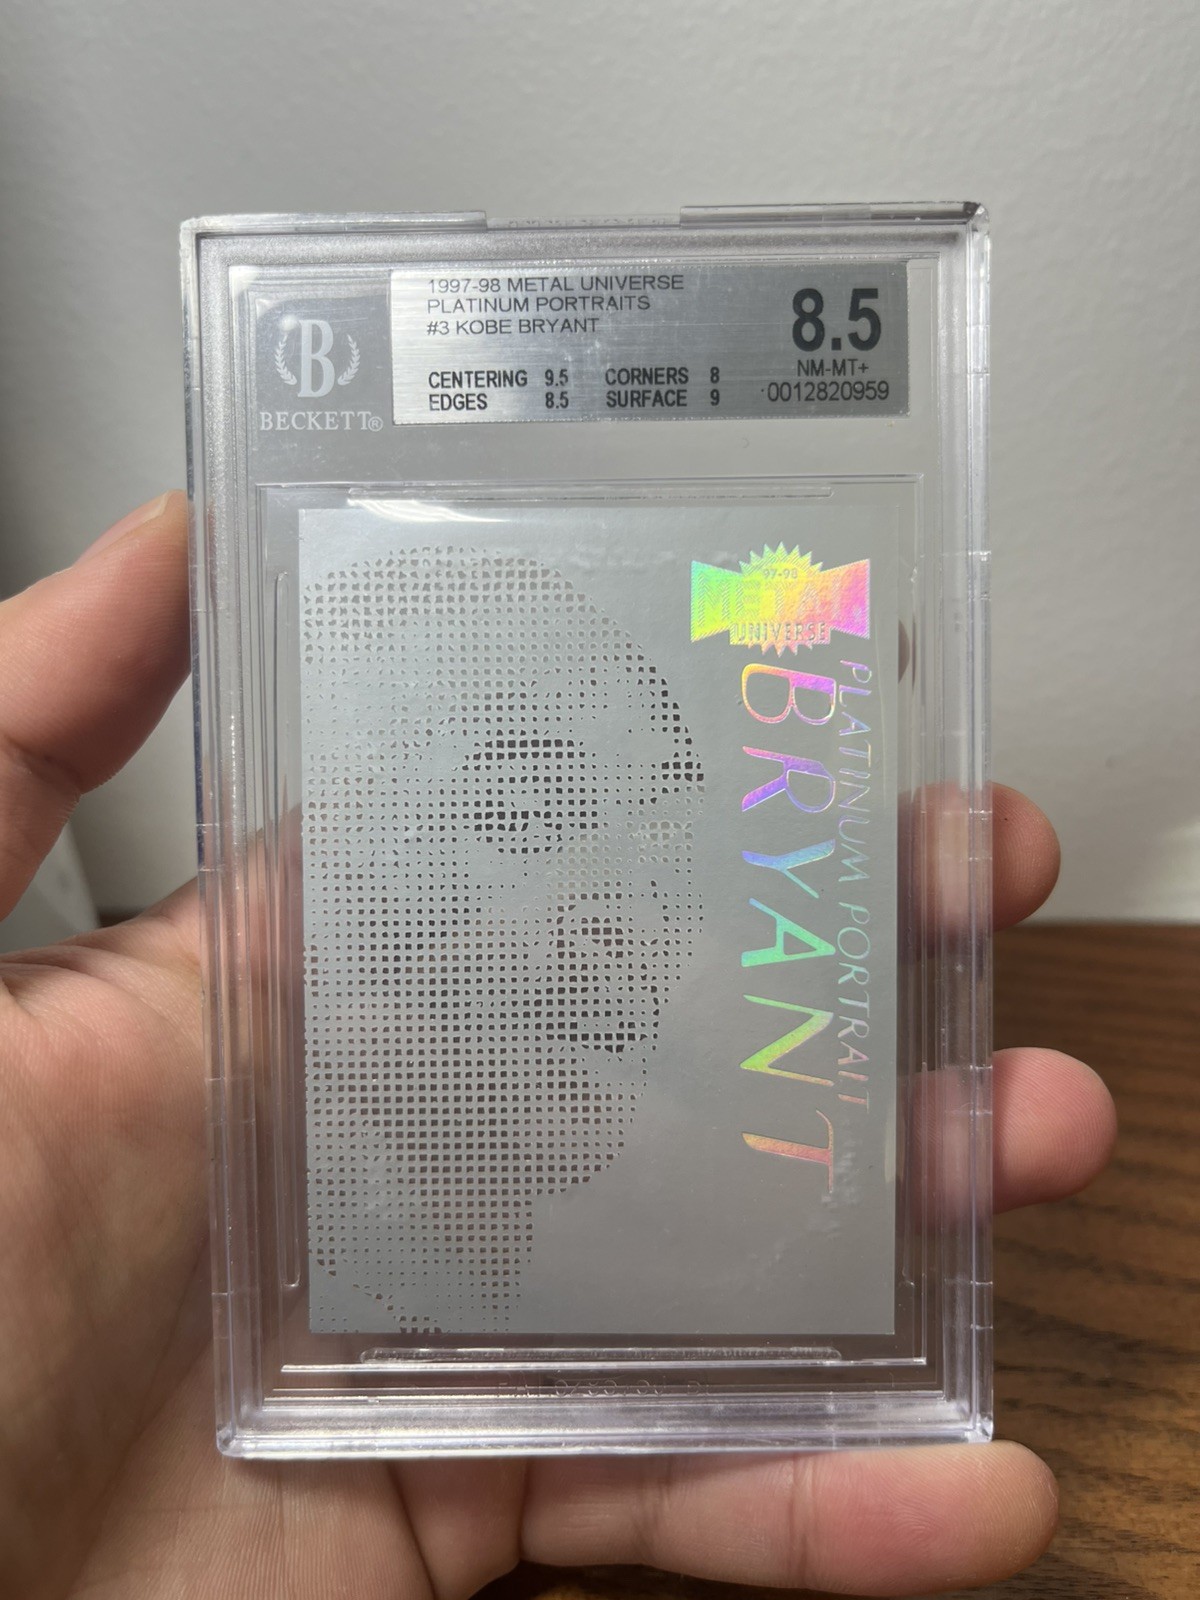 1997-98 METAL UNIVERSE
PLATINUM PORTRAITS
#3 KOBE BRYANT
CENTERING 9.5 CORNERS 8
EDGES 8.5 SURFACE 9
8.5
NM-MT+
0012820959
B
BECKETT®
97-98
METAL
UNIVERSE
PLATINUM PORTRAIT
BRYANT